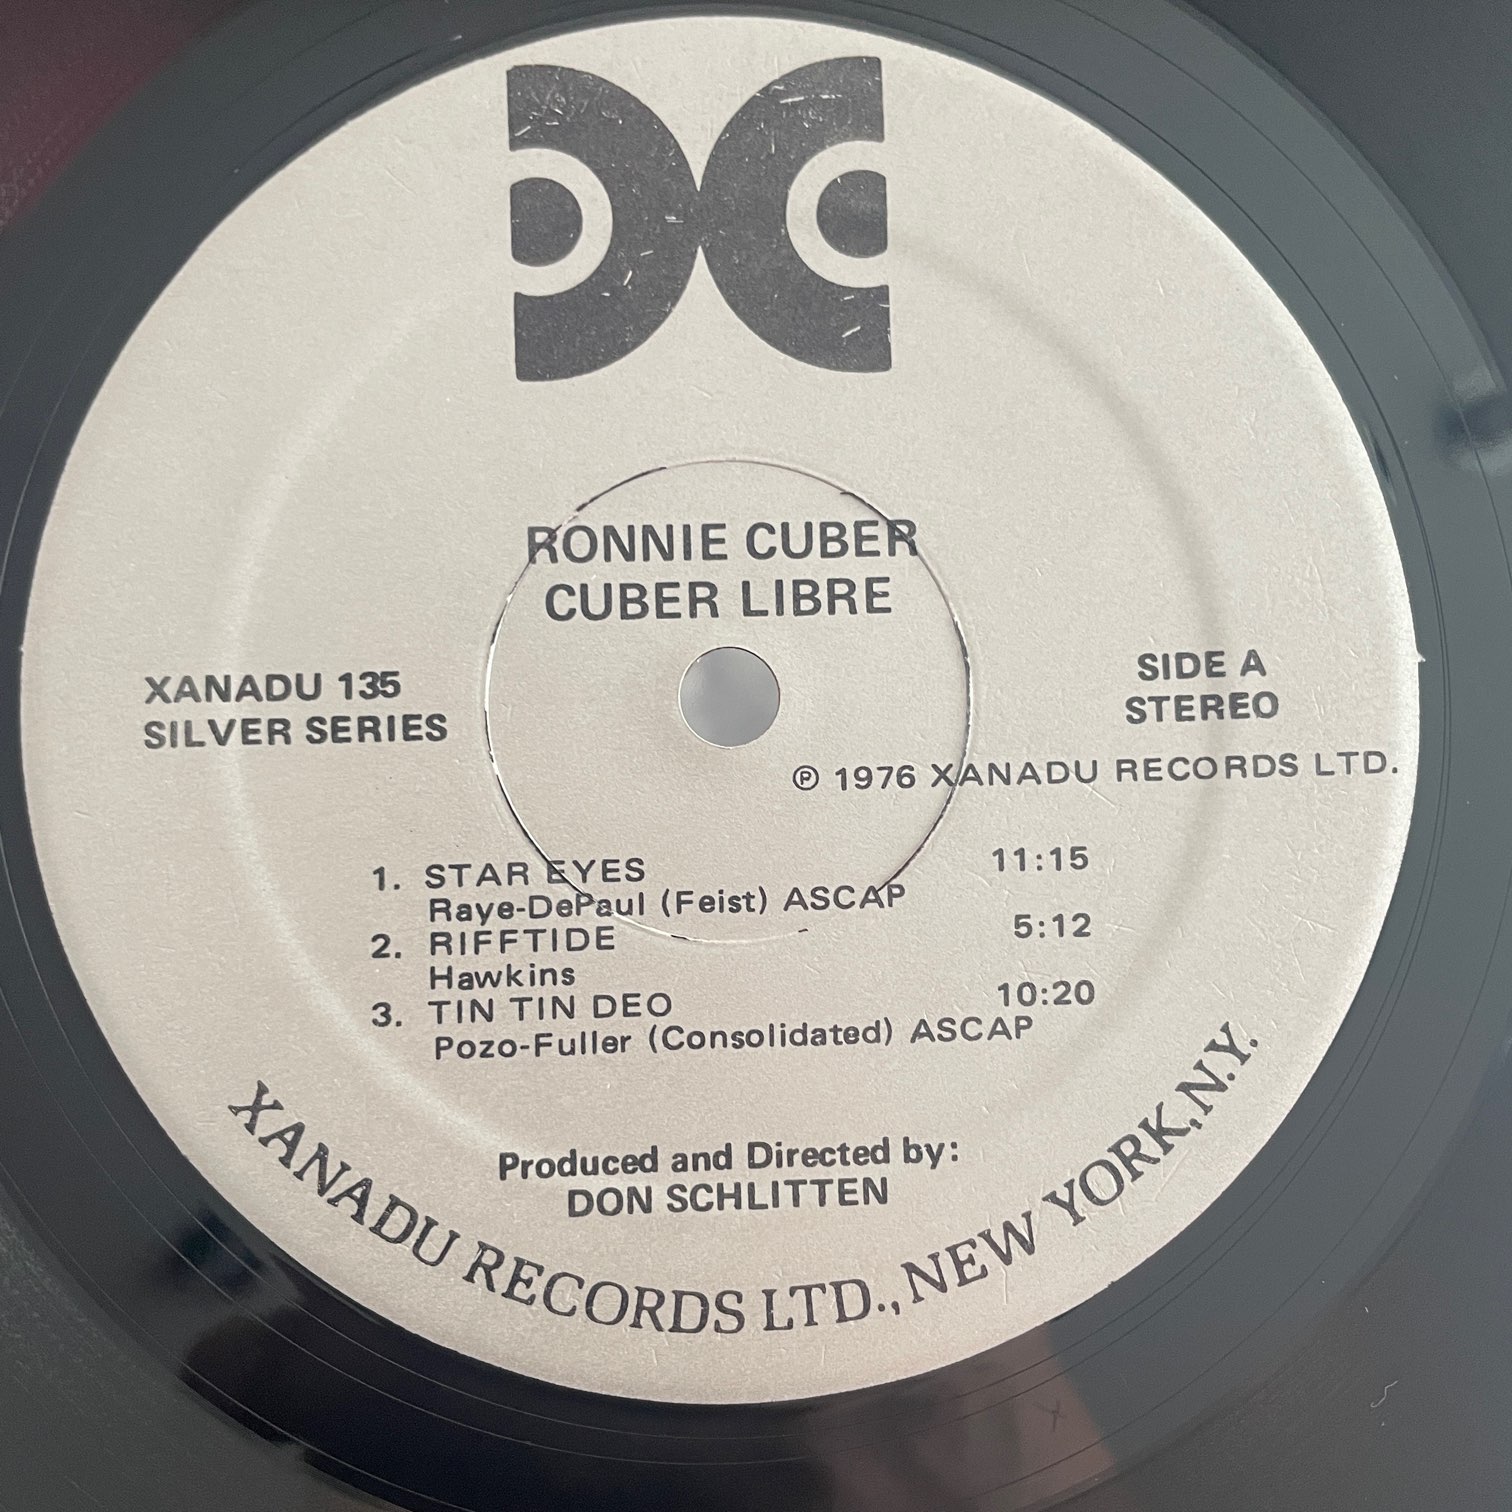 RONNIE CUBER
CUBER LIBRE
XANADU 135
SILVER SERIES
SIDE A
STEREO
℗ 1976 XANADU RECORDS LTD.
1. STAR EYES 11:15
Raye-DePaul (Feist) ASCAP
2. RIFFTIDE 5:12
Hawkins
3. TIN TIN DEO 10:20
Pozo-Fuller (Consolidated) ASCAP
Produced and Directed by:
DON SCHLITTEN
XANADU RECORDS LTD., NEW YORK, N.Y.